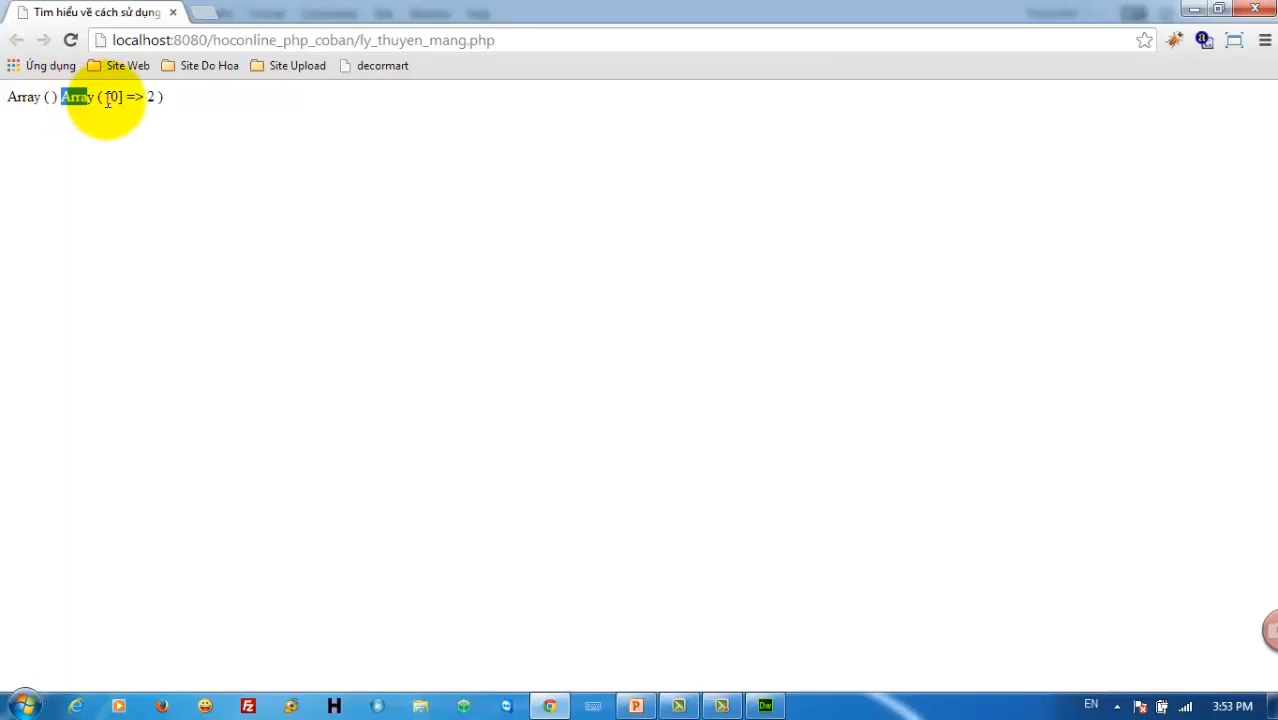 Tìm hiểu về cách sử dụng
localhost:8080/hoconline_php_coban/ly_thuyen_mang.php
Ứng dụng Site Web Site Do Hoa Site Upload decormart
Array ( ) Array ( [0] => 2 )
EN 3:53 PM